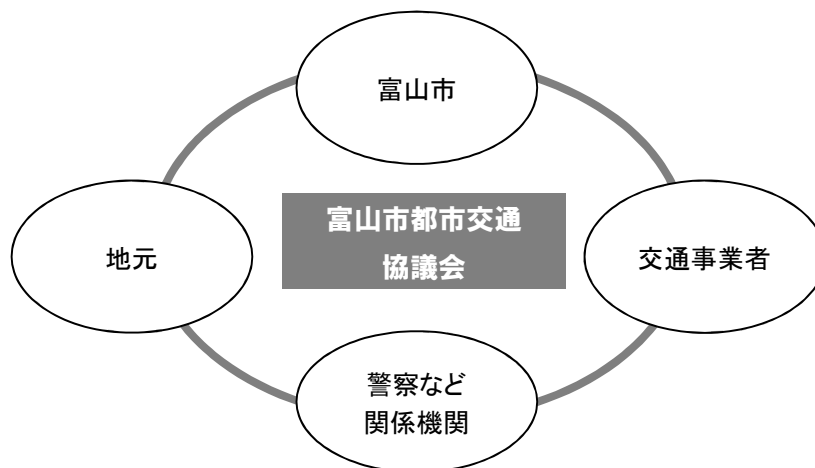 富山市
富山市都市交通
協議会
地元
交通事業者
警察など
関係機関